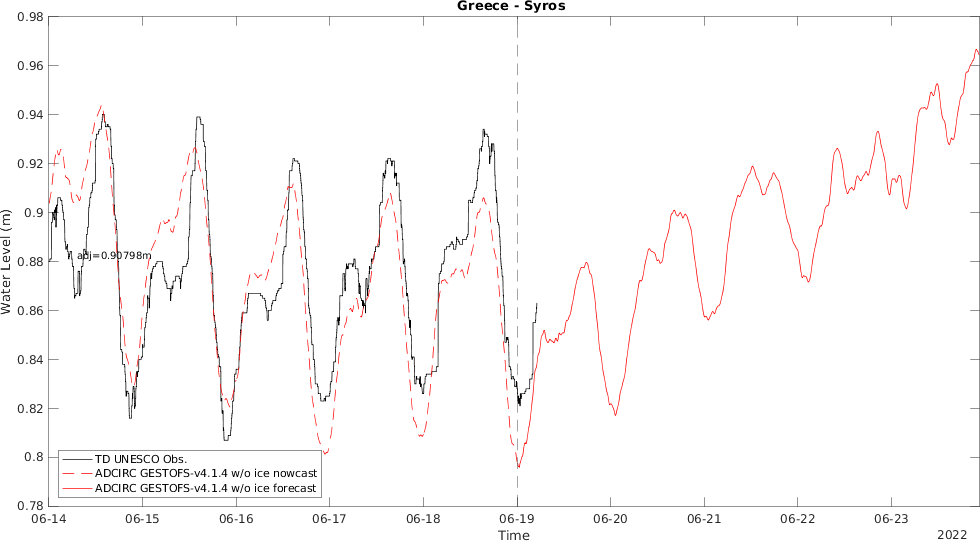 Greece - Syros
0.98
0.96
0.94
0.92
0.9
0.88
0.86
0.84
0.82
0.8
0.78
Water Level (m)
adj=0.90798m
TD UNESCO Obs.
ADCIRC GESTOFS-v4.1.4 w/o ice nowcast
ADCIRC GESTOFS-v4.1.4 w/o ice forecast
06-14 06-15 06-16 06-17 06-18 06-19 06-20 06-21 06-22 06-23
Time
2022